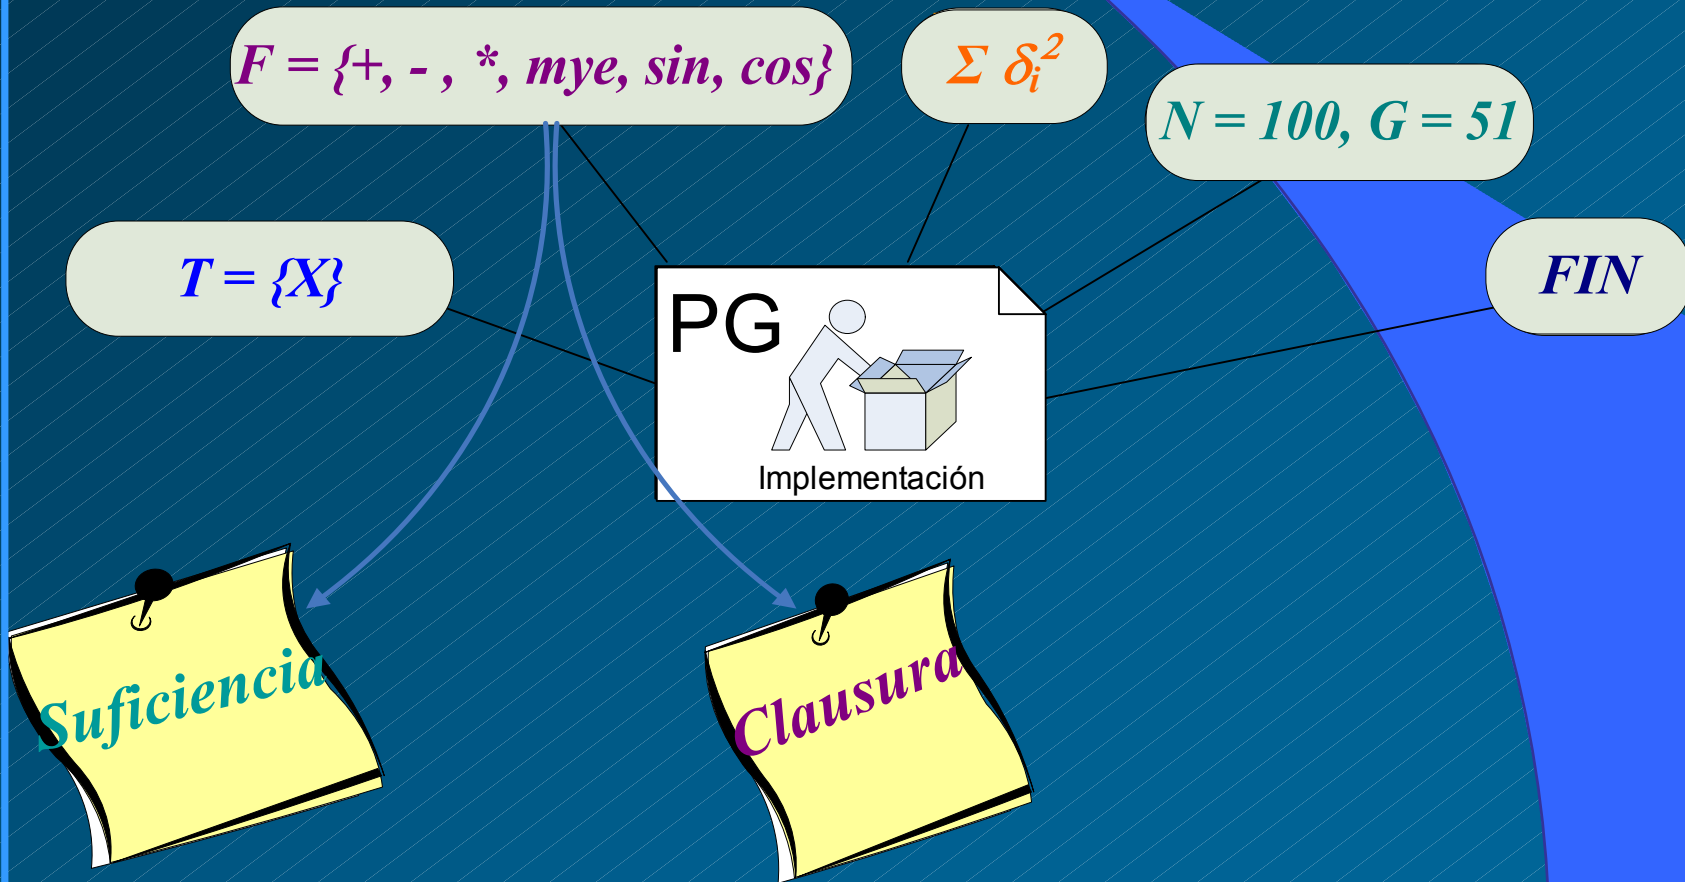 F = {+, - , *, mye, sin, cos}
Σ δᵢ²
N = 100, G = 51
T = {X}
FIN
PG
Implementación
Suficiencia
Clausura